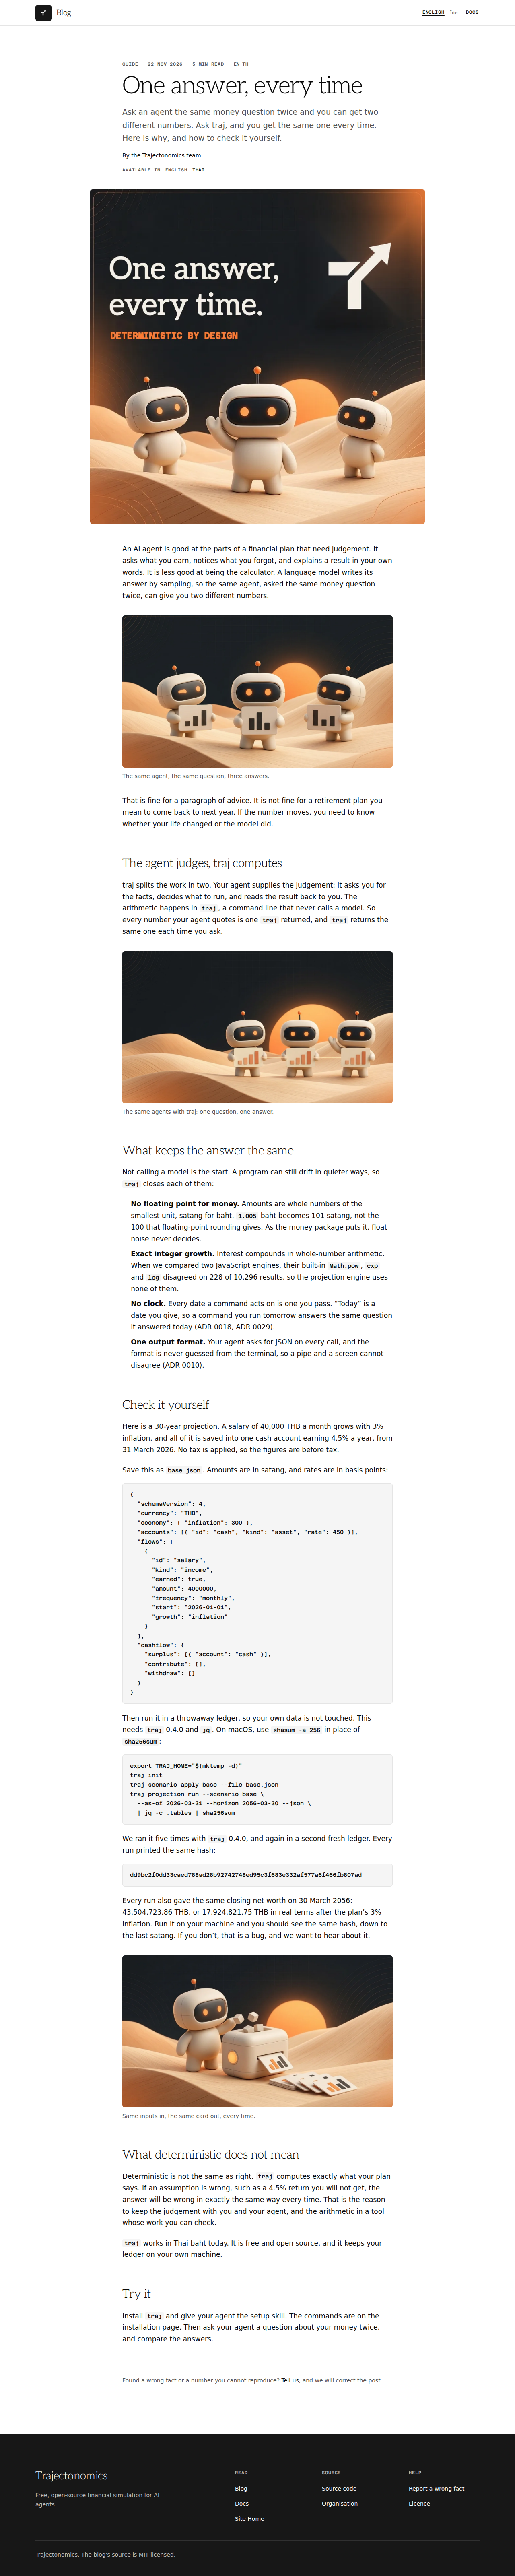 Blog
ENGLISH
ไทย
DOCS
GUIDE · 22 NOV 2026 · 5 MIN READ · EN TH
One answer, every time
Ask an agent the same money question twice and you can get two
different numbers. Ask traj, and you get the same one every time.
Here is why, and how to check it yourself.
By the Trajectonomics team
AVAILABLE IN ENGLISH THAI
One answer,
every time.
DETERMINISTIC BY DESIGN
An AI agent is good at the parts of a financial plan that need judgement. It
asks what you earn, notices what you forgot, and explains a result in your own
words. It is less good at being the calculator. A language model writes its
answer by sampling, so the same agent, asked the same money question
twice, can give you two different numbers.
The same agent, the same question, three answers.
That is fine for a paragraph of advice. It is not fine for a retirement plan you
mean to come back to next year. If the number moves, you need to know
whether your life changed or the model did.
The agent judges, traj computes
traj splits the work in two. Your agent supplies the judgement: it asks you for
the facts, decides what to run, and reads the result back to you. The
arithmetic happens in traj, a command line that never calls a model. So
every number your agent quotes is one traj returned, and traj returns the
same one each time you ask.
The same agents with traj: one question, one answer.
What keeps the answer the same
Not calling a model is the start. A program can still drift in quieter ways, so
traj closes each of them:
No floating point for money. Amounts are whole numbers of the
smallest unit, satang for baht. 1.005 baht becomes 101 satang, not the
100 that floating-point rounding gives. As the money package puts it, float
noise never decides.
Exact integer growth. Interest compounds in whole-number arithmetic.
When we compared two JavaScript engines, their built-in Math.pow, exp
and log disagreed on 228 of 10,296 results, so the projection engine uses
none of them.
No clock. Every date a command acts on is one you pass. “Today” is a
date you give, so a command you run tomorrow answers the same question
it answered today (ADR 0018, ADR 0029).
One output format. Your agent asks for JSON on every call, and the
format is never guessed from the terminal, so a pipe and a screen cannot
disagree (ADR 0010).
Check it yourself
Here is a 30-year projection. A salary of 40,000 THB a month grows with 3%
inflation, and all of it is saved into one cash account earning 4.5% a year, from
31 March 2026. No tax is applied, so the figures are before tax.
Save this as base.json. Amounts are in satang, and rates are in basis points:
{
"schemaVersion": 4,
"currency": "THB",
"economy": { "inflation": 300 },
"accounts": [{ "id": "cash", "kind": "asset", "rate": 450 }],
"flows": [
{
"id": "salary",
"kind": "income",
"earned": true,
"amount": 4000000,
"frequency": "monthly",
"start": "2026-01-01",
"growth": "inflation"
}
],
"cashflow": {
"surplus": [{ "account": "cash" }],
"contribute": [],
"withdraw": []
}
}
Then run it in a throwaway ledger, so your own data is not touched. This
needs traj 0.4.0 and jq. On macOS, use shasum -a 256 in place of
sha256sum:
export TRAJ_HOME="$(mktemp -d)"
traj init
traj scenario apply base --file base.json
traj projection run --scenario base \
--as-of 2026-03-31 --horizon 2056-03-30 --json \
| jq -c .tables | sha256sum
We ran it five times with traj 0.4.0, and again in a second fresh ledger. Every
run printed the same hash:
dd9bc2f0dd33caed788ad28b92742748ed95c3f683e332af577a6f466fb807ad
Every run also gave the same closing net worth on 30 March 2056:
43,504,723.86 THB, or 17,924,821.75 THB in real terms after the plan’s 3%
inflation. Run it on your machine and you should see the same hash, down to
the last satang. If you don’t, that is a bug, and we want to hear about it.
Same inputs in, the same card out, every time.
What deterministic does not mean
Deterministic is not the same as right. traj computes exactly what your plan
says. If an assumption is wrong, such as a 4.5% return you will not get, the
answer will be wrong in exactly the same way every time. That is the reason
to keep the judgement with you and your agent, and the arithmetic in a tool
whose work you can check.
traj works in Thai baht today. It is free and open source, and it keeps your
ledger on your own machine.
Try it
Install traj and give your agent the setup skill. The commands are on the
installation page. Then ask your agent a question about your money twice,
and compare the answers.
Found a wrong fact or a number you cannot reproduce? Tell us, and we will correct the post.
Trajectonomics
Free, open-source financial simulation for AI
agents.
READ
Blog
Docs
Site Home
SOURCE
Source code
Organisation
HELP
Report a wrong fact
Licence
Trajectonomics. The blog's source is MIT licensed.